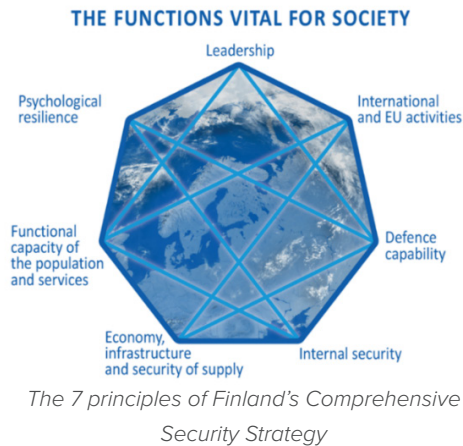 THE FUNCTIONS VITAL FOR SOCIETY
Leadership
Psychological
resilience
International
and EU activities
Functional
capacity of
the population
and services
Defence
capability
Economy,
infrastructure
and security of supply
Internal security
The 7 principles of Finland's Comprehensive
Security Strategy